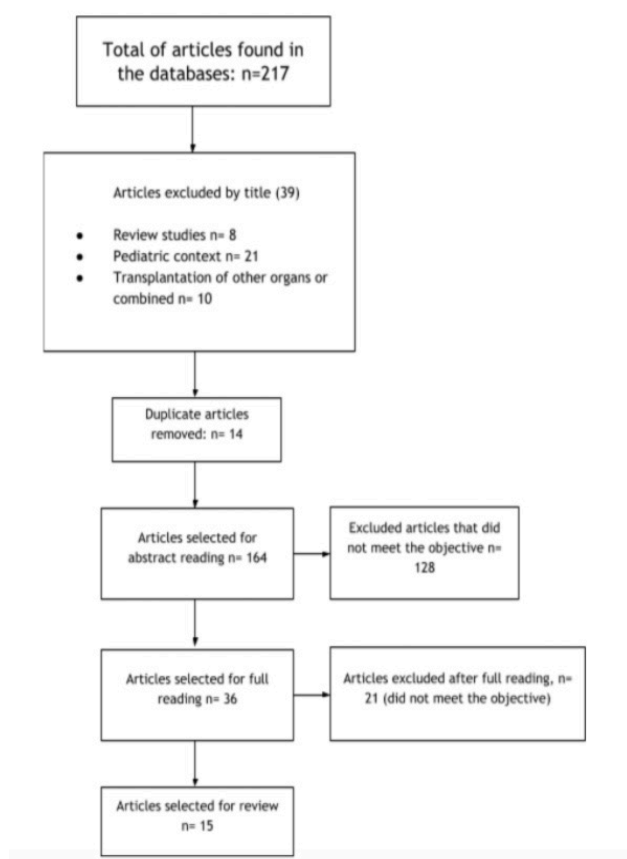 Total of articles found in
the databases: n=217
Articles excluded by title (39)
• Review studies n= 8
• Pediatric context n= 21
• Transplantation of other organs or
combined n= 10
Duplicate articles
removed: n= 14
Articles selected for
abstract reading n= 164
Excluded articles that did
not meet the objective n=
128
Articles selected for full
reading n= 36
Articles excluded after full reading, n=
21 (did not meet the objective)
Articles selected for review
n= 15